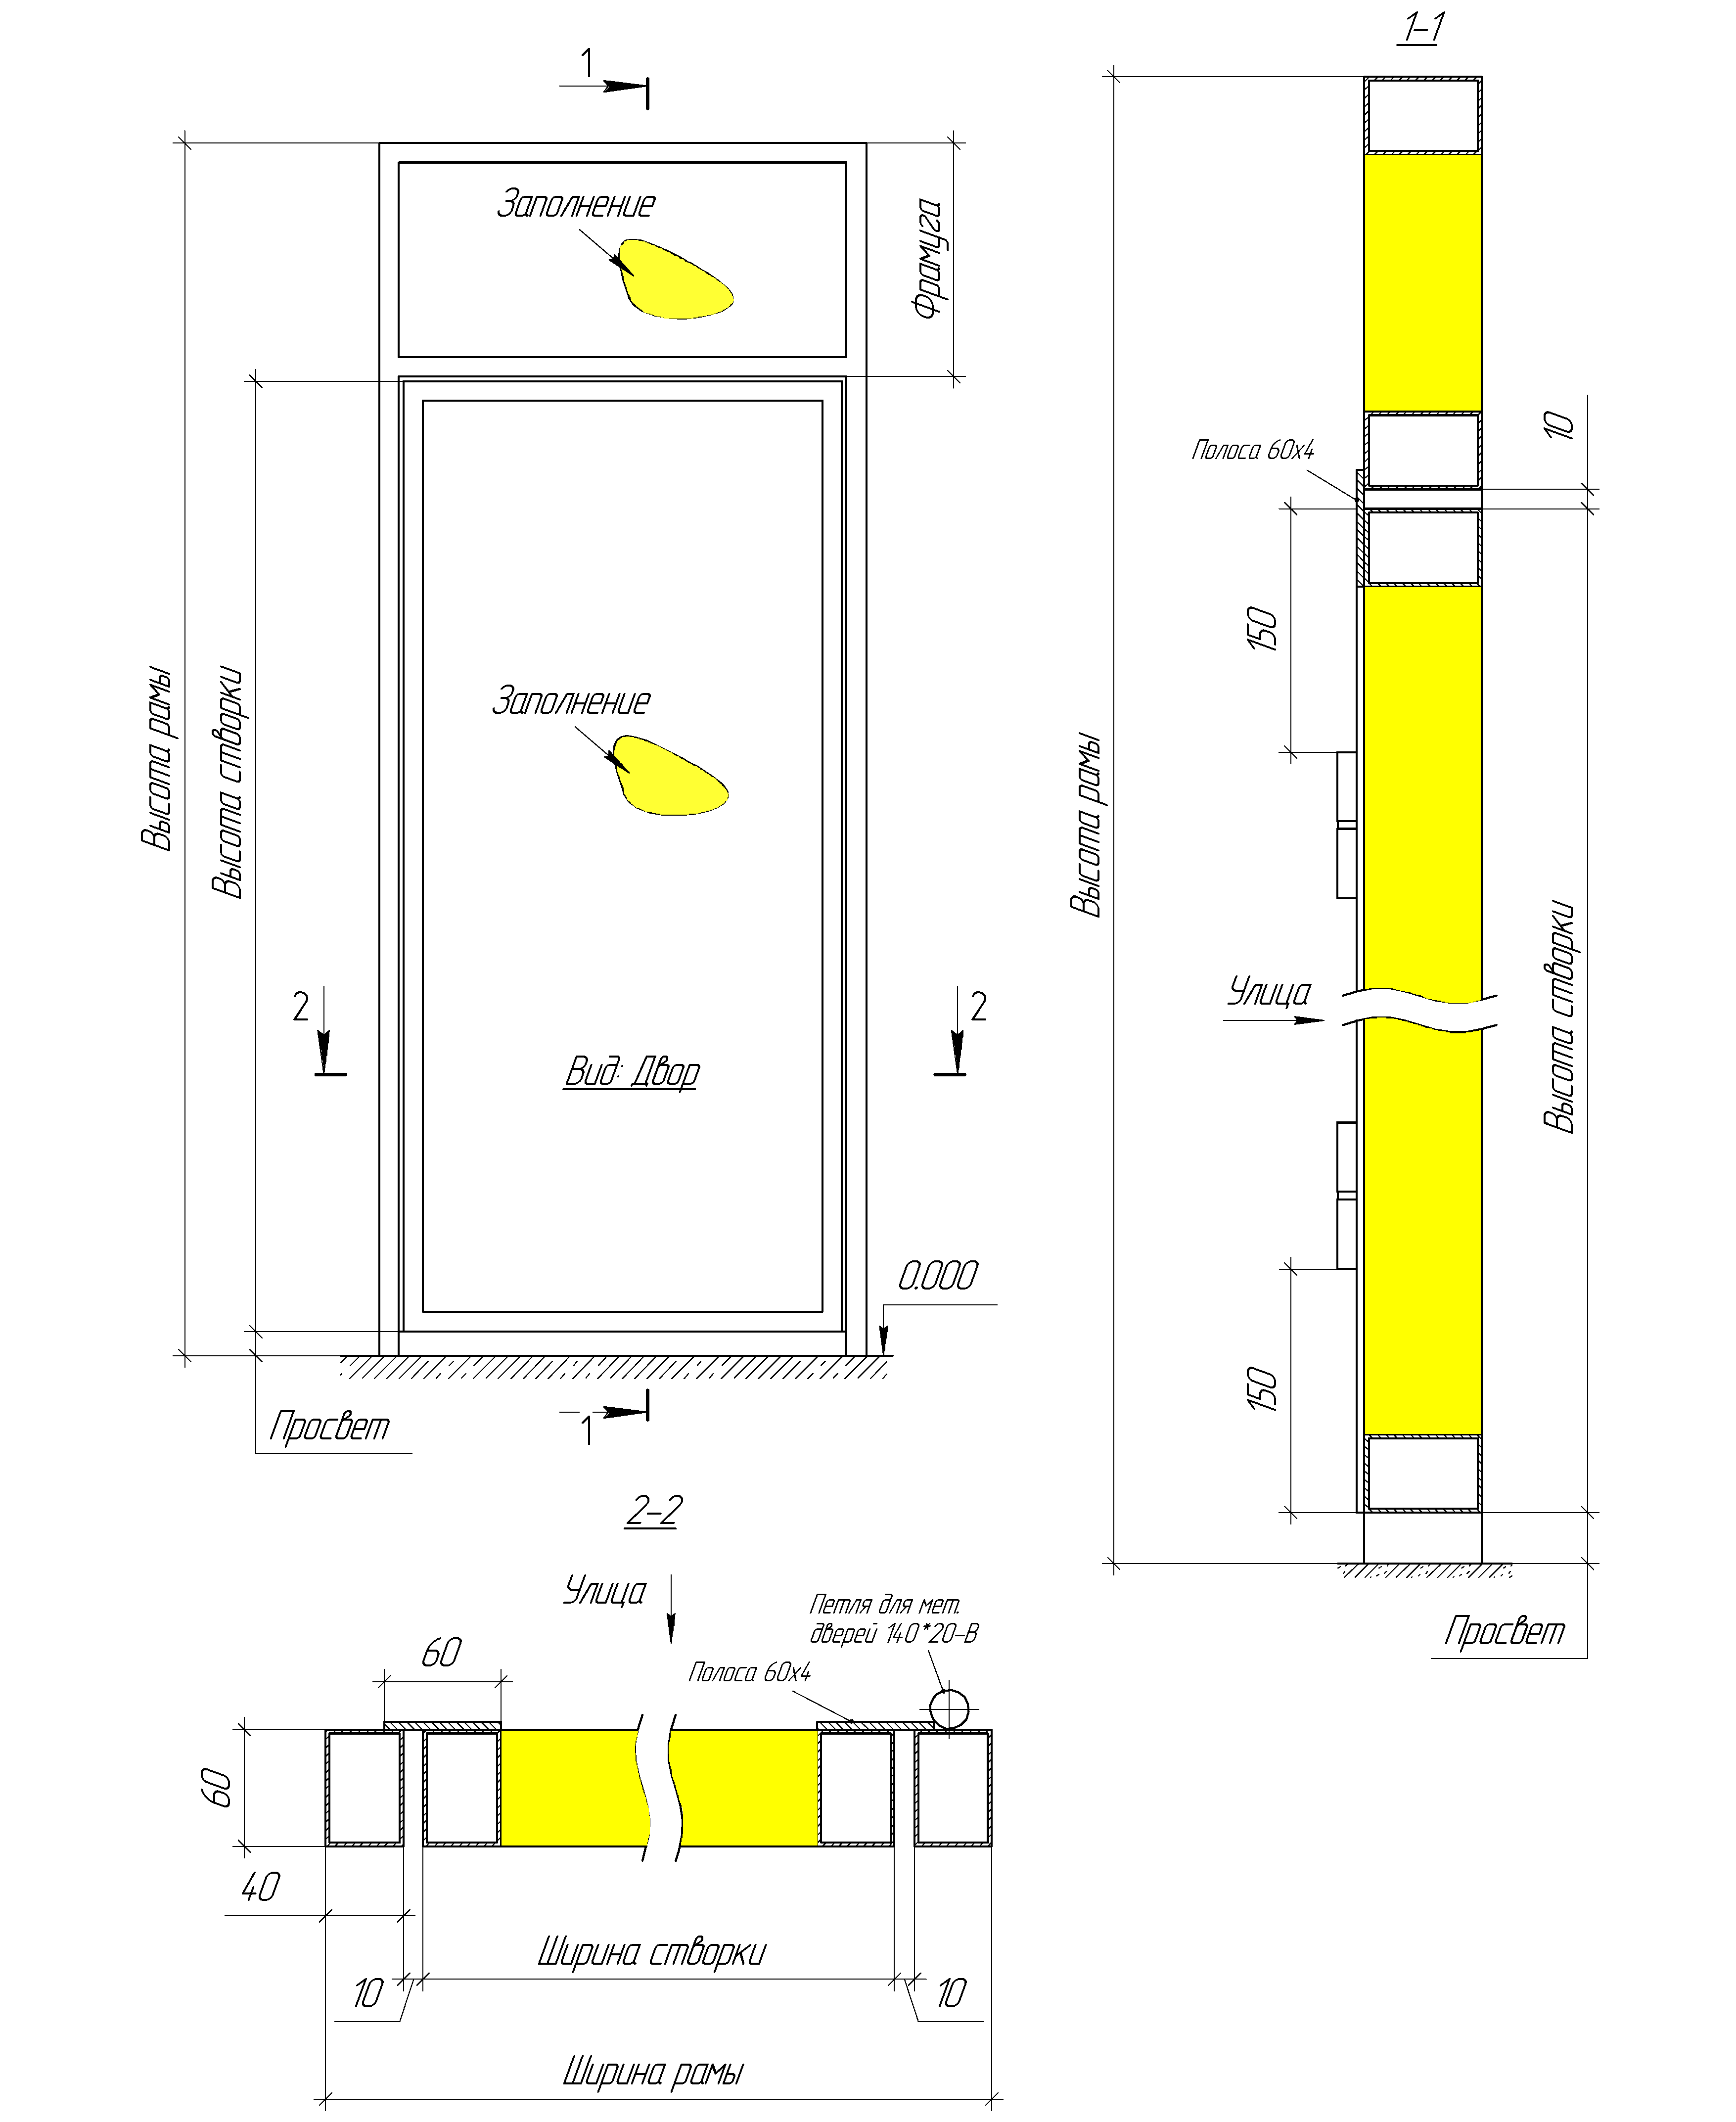 1
1-1
Заполнение
Фрамуга
10
Полоса 60х4
150
Высота рамы
Высота створки
Заполнение
Высота рамы
Высота створки
2
2
Улица
Вид: Двор
0.000
150
1
Просвет
2-2
Улица
Петля для мет.
дверей 140*20-В
Просвет
60
Полоса 60х4
60
40
Ширина створки
10
10
Ширина рамы